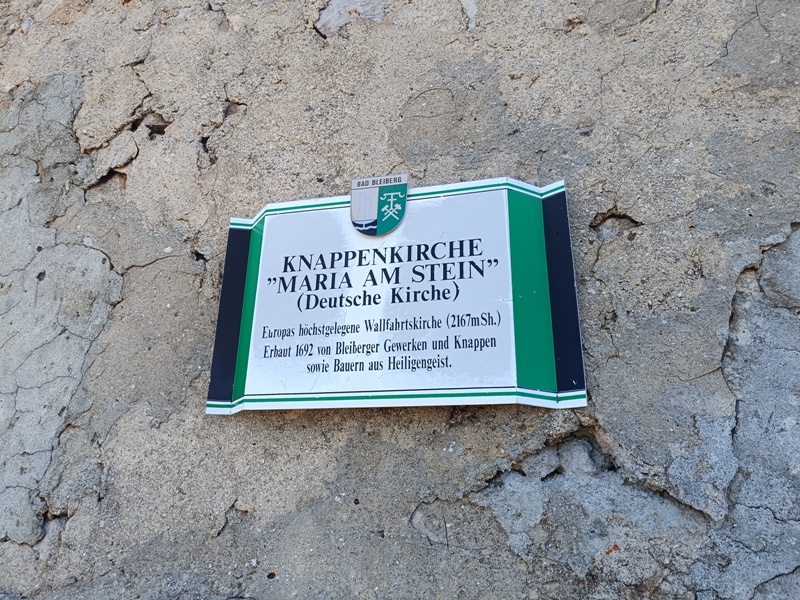 BAD BLEIBERG
KNAPPENKIRCHE
"MARIA AM STEIN"
(Deutsche Kirche)
Europas höchstgelegene Wallfahrtskirche (2167mSh.)
Erbaut 1692 von Bleiberger Gewerken und Knappen
sowie Bauern aus Heiligengeist.